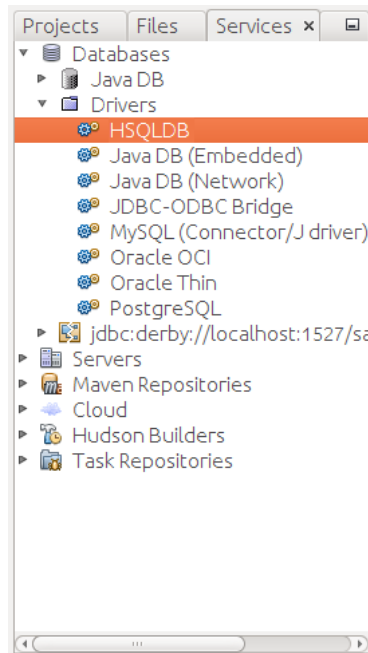 Projects Files Services
Databases
Java DB
Drivers
HSQLDB
Java DB (Embedded)
Java DB (Network)
JDBC-ODBC Bridge
MySQL (Connector/J driver)
Oracle OCI
Oracle Thin
PostgreSQL
jdbc:derby://localhost:1527/sa
Servers
Maven Repositories
Cloud
Hudson Builders
Task Repositories